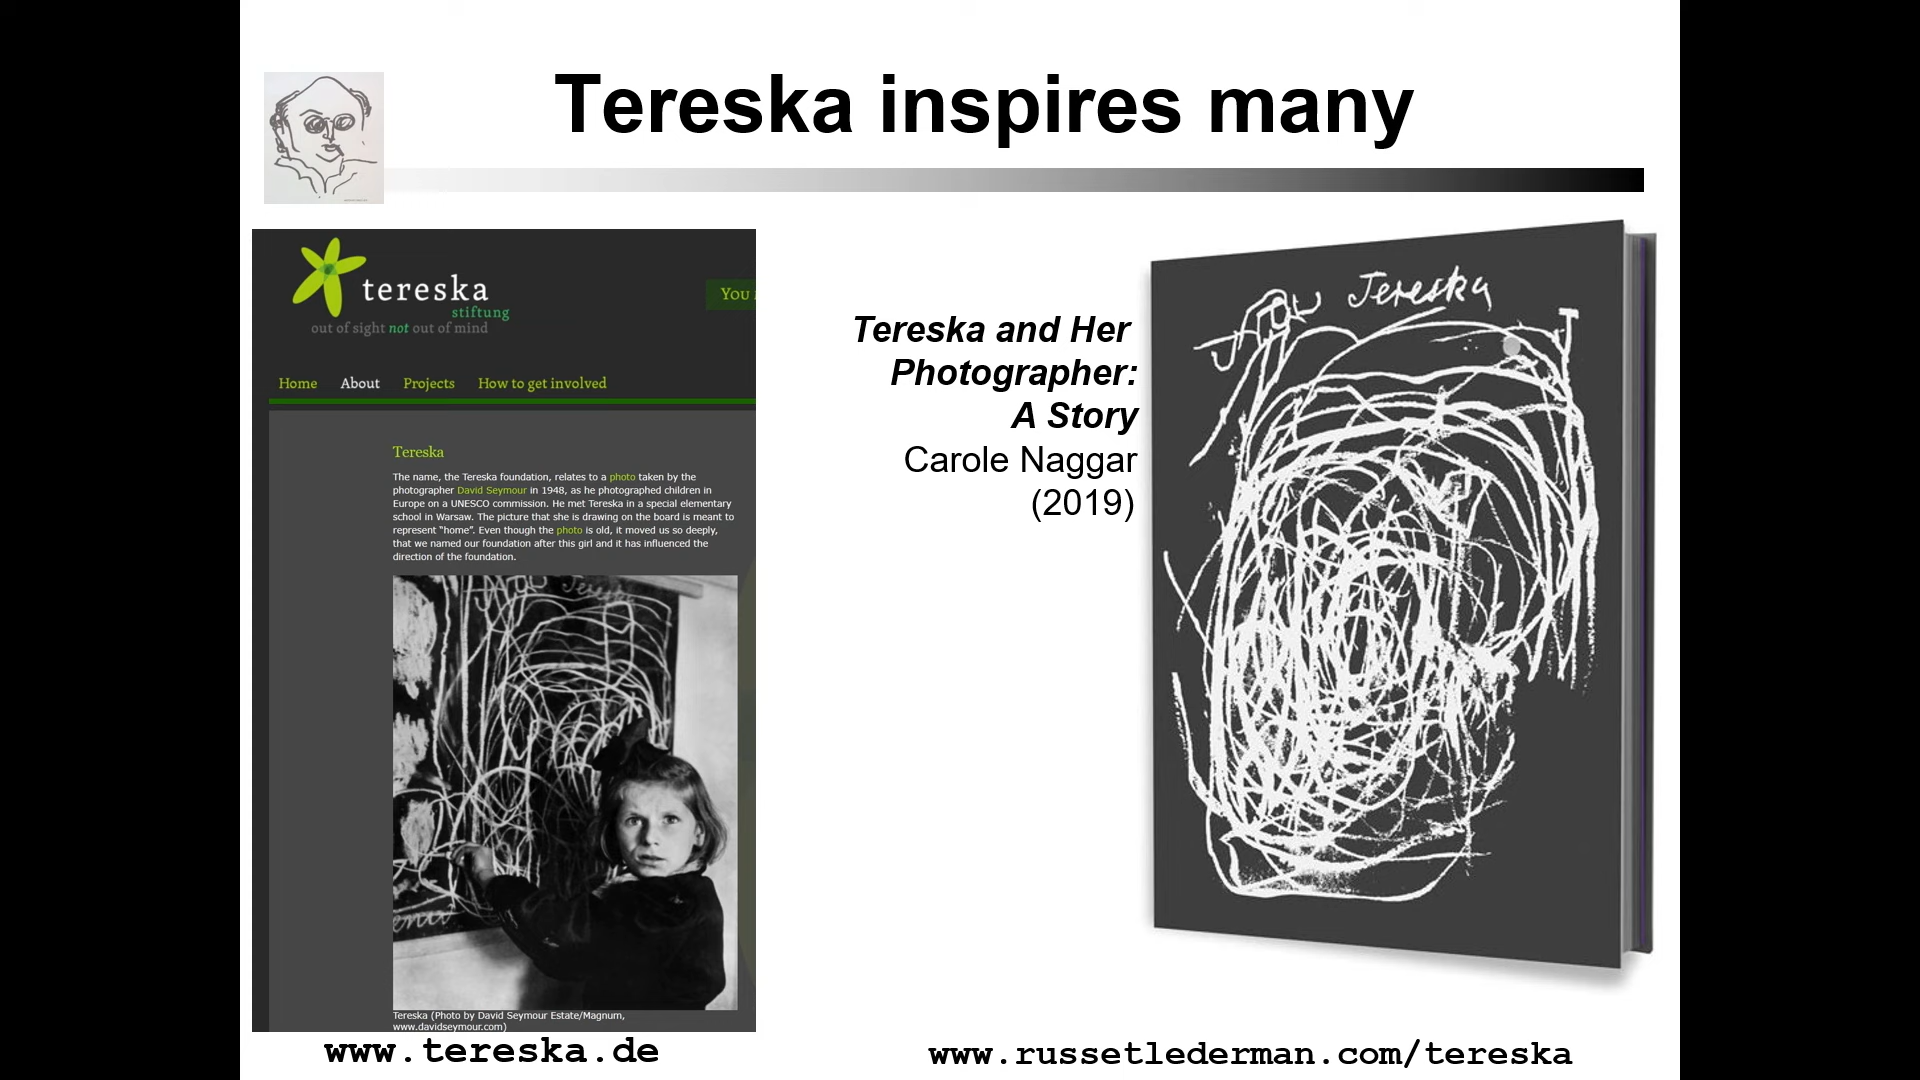 Tereska inspires many
tereska
stiftung
out of sight not out of mind
You
Home About Projects How to get involved
Tereska
The name, the Tereska foundation, relates to a photo taken by the
photographer David Seymour in 1948, as he photographed children in
Europe on a UNESCO commission. He met Tereska in a special elementary
school in Warsaw. The picture that she is drawing on the board is meant to
represent “home”. Even though the photo is old, it moved us so deeply,
that we named our foundation after this girl and it has influenced the
direction of the foundation.
Tereska
Tereska (Photo by David Seymour Estate/Magnum,
www.davidseymour.com)
www.tereska.de
Tereska and Her
Photographer:
A Story
Carole Naggar
(2019)
Tereska
www.russetlederman.com/tereska